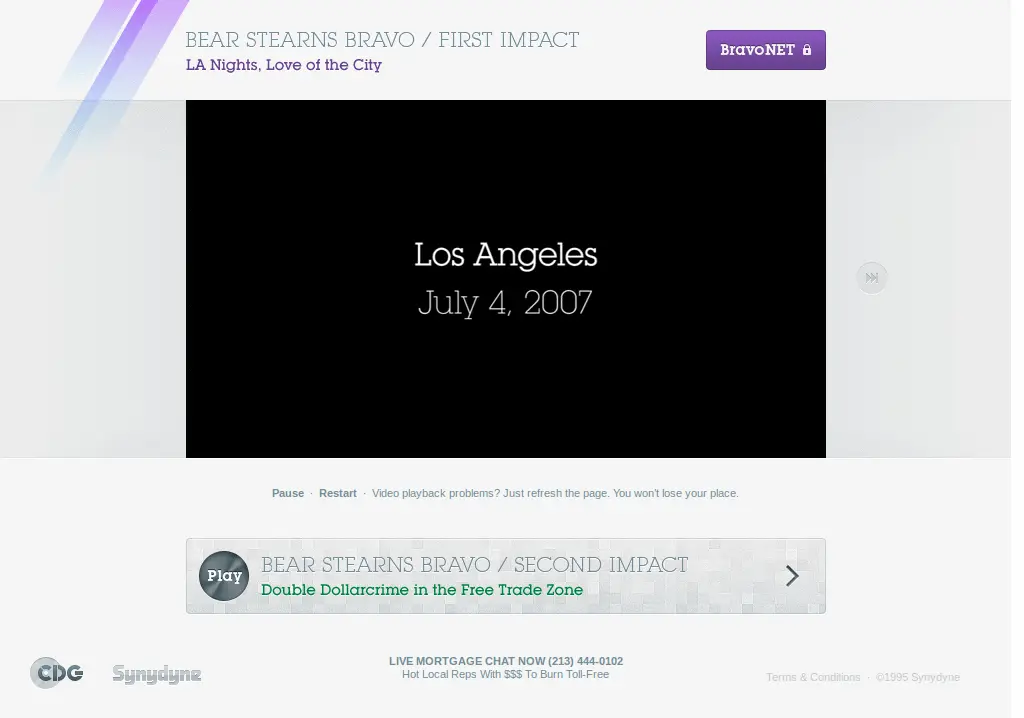 BEAR STEARNS BRAVO / FIRST IMPACT
LA Nights, Love of the City
BravoNET
Los Angeles
July 4, 2007
Pause · Restart · Video playback problems? Just refresh the page. You won't lose your place.
Play
BEAR STEARNS BRAVO / SECOND IMPACT
Double Dollarcrime in the Free Trade Zone
CDG
Synydyne
LIVE MORTGAGE CHAT NOW (213) 444-0102
Hot Local Reps With $$$ To Burn Toll-Free
Terms & Conditions · ©1995 Synydyne